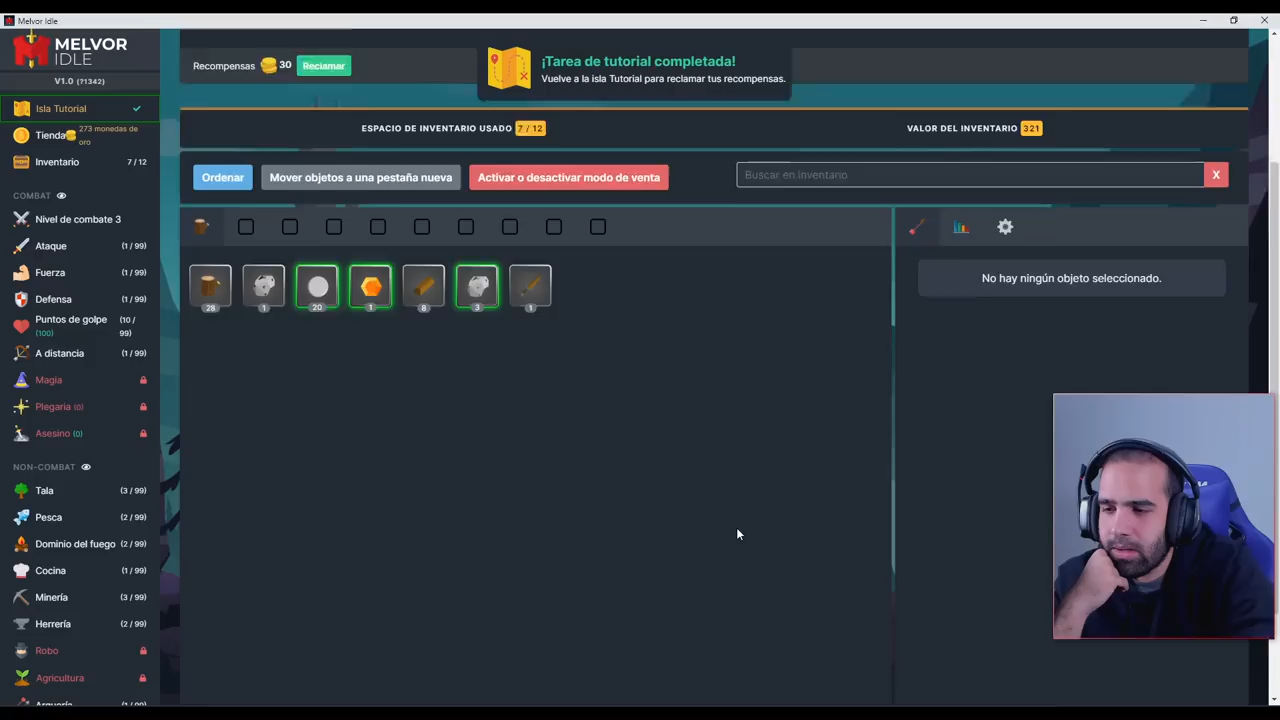 Melvor Idle
MELVOR
IDLE
V1.0 (71342)
Isla Tutorial
Tienda
273 monedas de
oro
Inventario 7 / 12
COMBAT
Nivel de combate 3
Ataque (1 / 99)
Fuerza (1 / 99)
Defensa (1 / 99)
Puntos de golpe (10 /
(100) 99)
A distancia (1 / 99)
Magia
Plegaria (0)
Asesino (0)
NON-COMBAT
Tala (3 / 99)
Pesca (2 / 99)
Dominio del fuego (2 / 99)
Cocina (1 / 99)
Minería (3 / 99)
Herrería (2 / 99)
Robo
Agricultura
Recompensas 30 Reclamar
¡Tarea de tutorial completada!
Vuelve a la isla Tutorial para reclamar tus recompensas.
ESPACIO DE INVENTARIO USADO 7 / 12
VALOR DEL INVENTARIO 321
Ordenar
Mover objetos a una pestaña nueva
Activar o desactivar modo de venta
Buscar en inventario
X
28 1 20 1 8 3 1
No hay ningún objeto seleccionado.